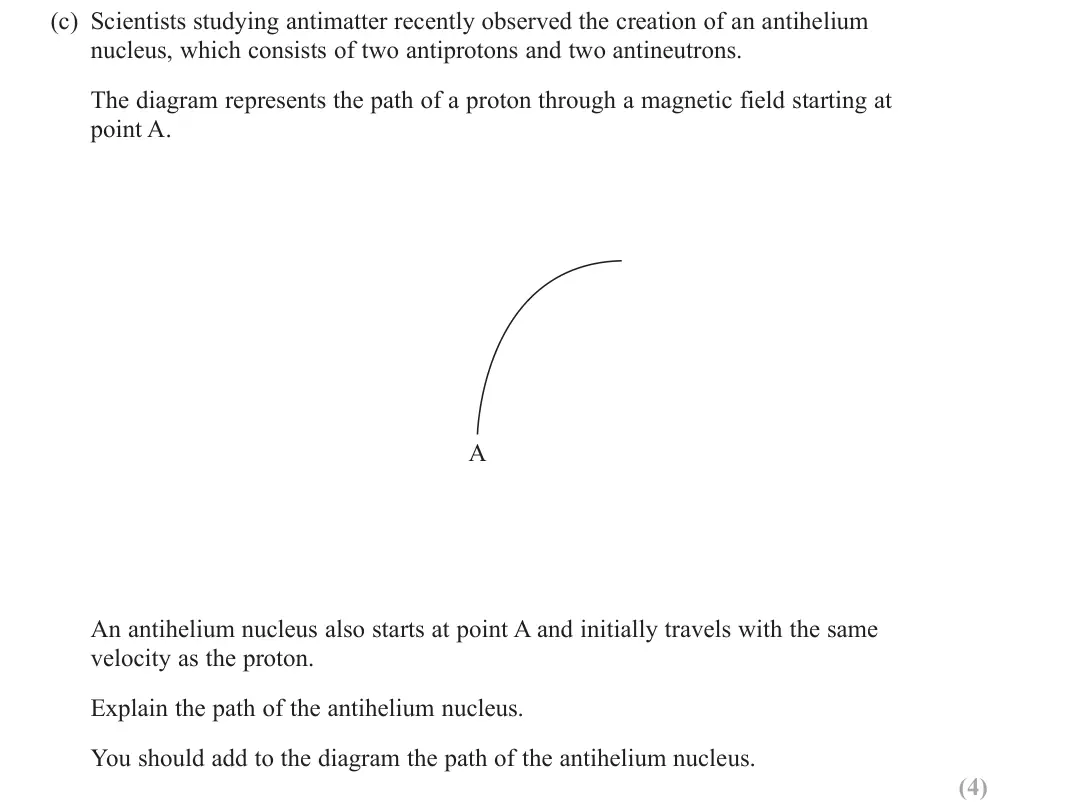 (c) Scientists studying antimatter recently observed the creation of an antihelium
nucleus, which consists of two antiprotons and two antineutrons.
The diagram represents the path of a proton through a magnetic field starting at
point A.
A
An antihelium nucleus also starts at point A and initially travels with the same
velocity as the proton.
Explain the path of the antihelium nucleus.
You should add to the diagram the path of the antihelium nucleus.
(4)